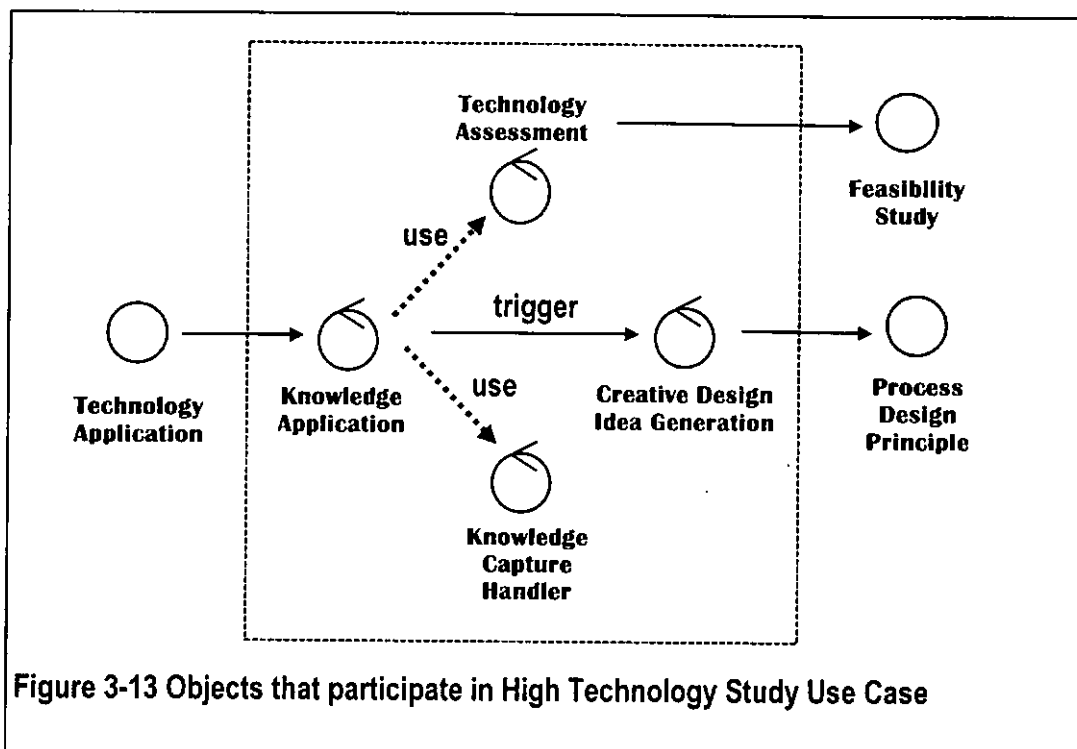 Technology
Assessment
Feasibility
Study
use
trigger
Technology
Application
Knowledge
Application
use
Creative Design
Idea Generation
Process
Design
Principle
Knowledge
Capture
Handler
Figure 3-13 Objects that participate in High Technology Study Use Case